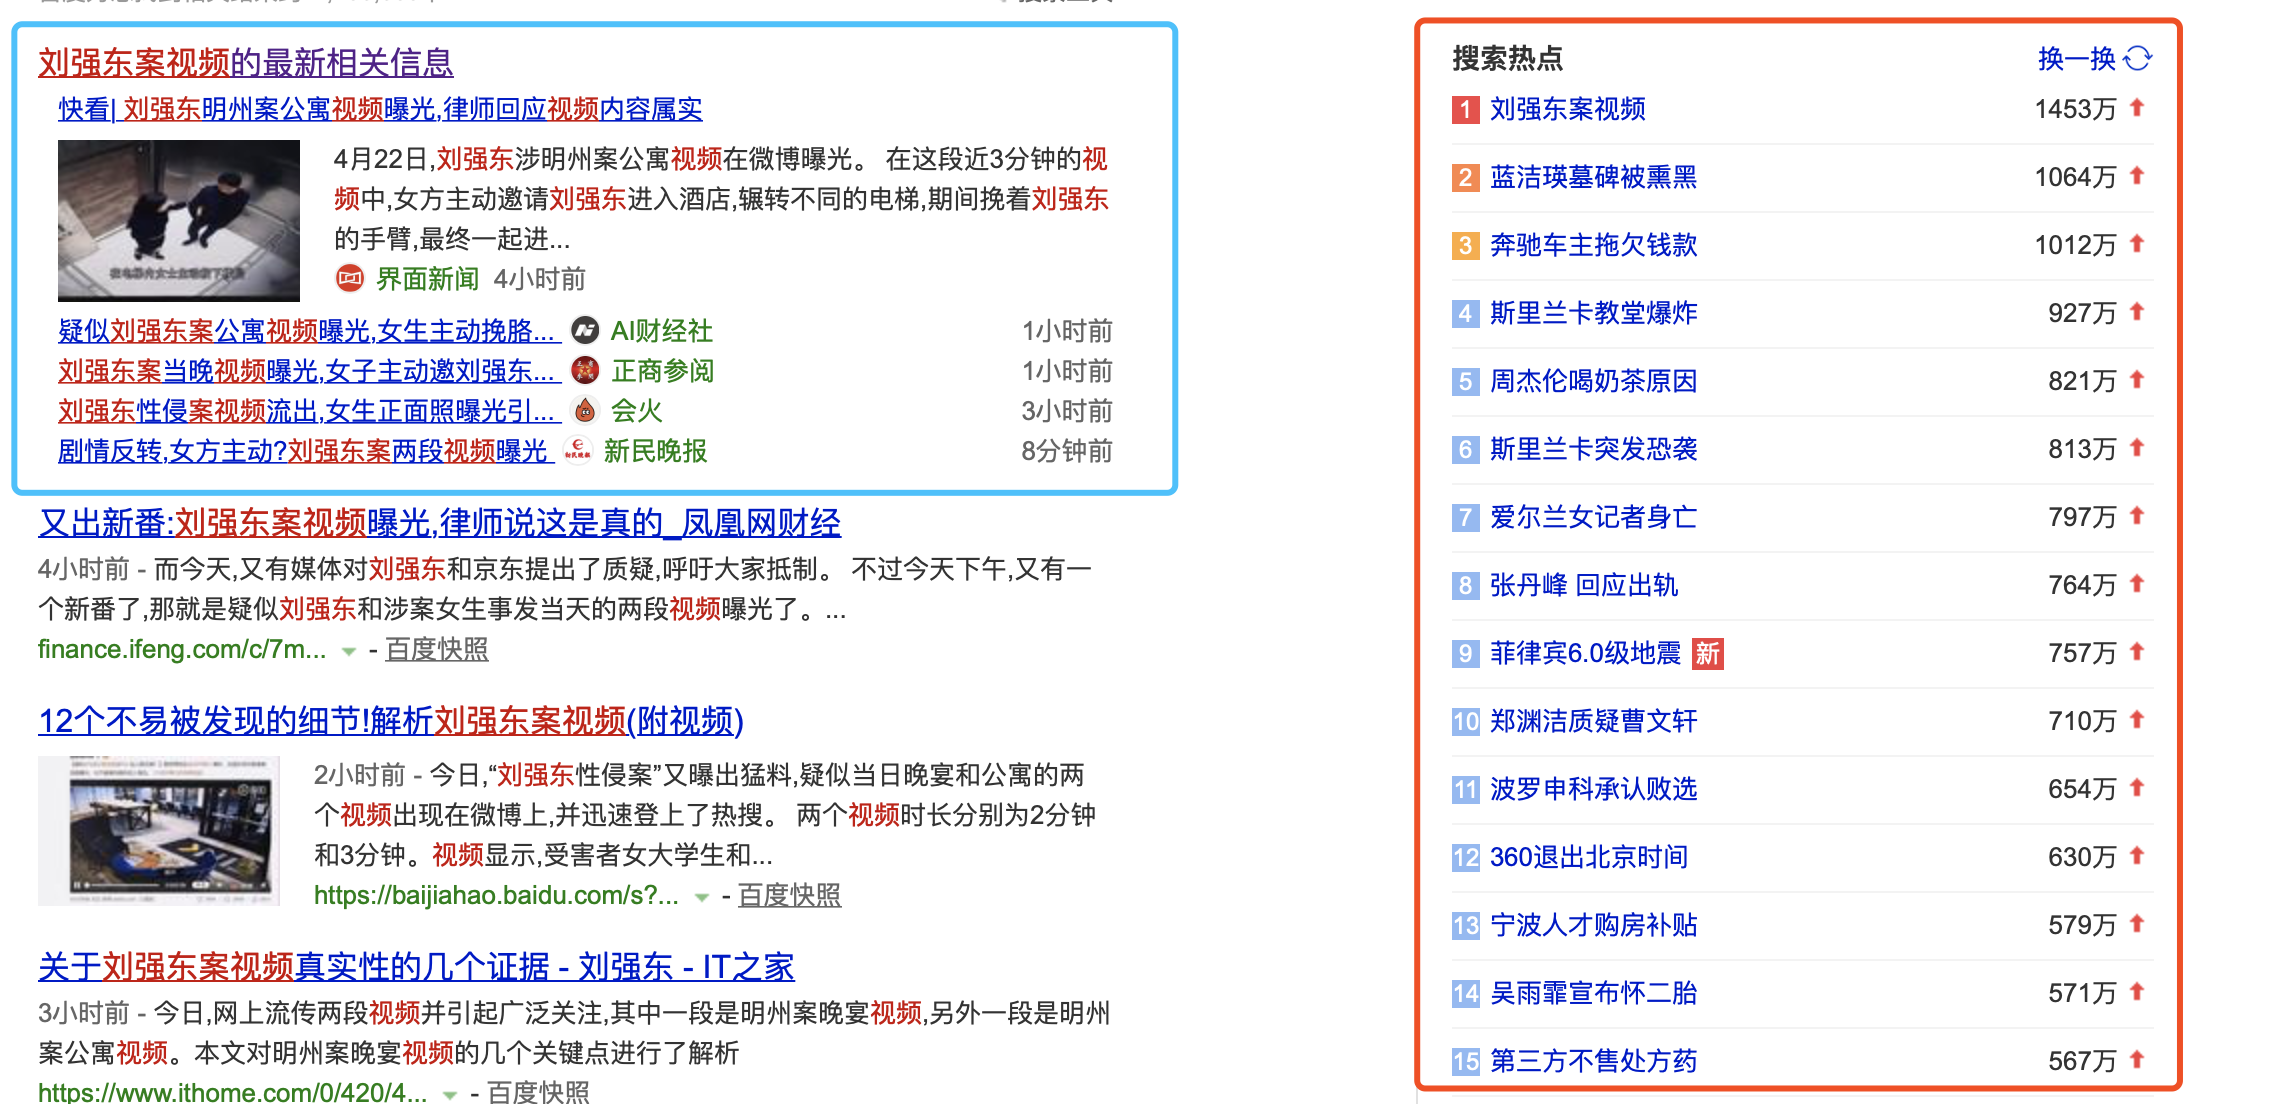 刘强东案视频的最新相关信息
快看| 刘强东明州案公寓视频曝光,律师回应视频内容属实
4月22日,刘强东涉明州案公寓视频在微博曝光。 在这段近3分钟的视
频中,女方主动邀请刘强东进入酒店,辗转不同的电梯,期间挽着刘强东
的手臂,最终一起进...
界面新闻 4小时前
疑似刘强东案公寓视频曝光,女生主动挽胳... AI财经社 1小时前
刘强东案当晚视频曝光,女子主动邀刘强东... 正商参阅 1小时前
刘强东性侵案视频流出,女生正面照曝光引... 会火 3小时前
剧情反转,女方主动?刘强东案两段视频曝光 新民晚报 8分钟前
又出新番:刘强东案视频曝光,律师说这是真的_凤凰网财经
4小时前 - 而今天,又有媒体对刘强东和京东提出了质疑,呼吁大家抵制。 不过今天下午,又有一
个新番了,那就是疑似刘强东和涉案女生事发当天的两段视频曝光了。...
finance.ifeng.com/c/7m... - 百度快照
12个不易被发现的细节!解析刘强东案视频(附视频)
2小时前 - 今日,“刘强东性侵案”又曝出猛料,疑似当日晚宴和公寓的两
个视频出现在微博上,并迅速登上了热搜。 两个视频时长分别为2分钟
和3分钟。视频显示,受害者女大学生和...
https://baijiahao.baidu.com/s?... - 百度快照
关于刘强东案视频真实性的几个证据 - 刘强东 - IT之家
3小时前 - 今日,网上流传两段视频并引起广泛关注,其中一段是明州案晚宴视频,另外一段是明州
案公寓视频。本文对明州案晚宴视频的几个关键点进行了解析
https://www.ithome.com/0/420/4... - 百度快照
搜索热点 换一换
1 刘强东案视频 1453万
2 蓝洁瑛墓碑被熏黑 1064万
3 奔驰车主拖欠钱款 1012万
4 斯里兰卡教堂爆炸 927万
5 周杰伦喝奶茶原因 821万
6 斯里兰卡突发恐袭 813万
7 爱尔兰女记者身亡 797万
8 张丹峰 回应出轨 764万
9 菲律宾6.0级地震 新 757万
10 郑渊洁质疑曹文轩 710万
11 波罗申科承认败选 654万
12 360退出北京时间 630万
13 宁波人才购房补贴 579万
14 吴雨霏宣布怀二胎 571万
15 第三方不售处方药 567万